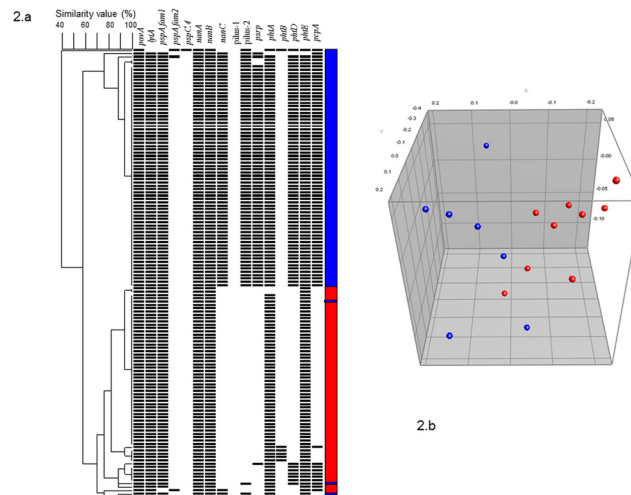 2.a
Similarity value (%)
40 60 80 100
pavA lytA pspA fam1 pspA fam2 pspC.4 nanA nanB nanC pilus-1 pilus-2 psrp phtA phtB phtD phtE pcpA
X
0.2 0.1 -0.0 -0.1 -0.2
Y
-0.4
-0.3
-0.2
-0.1
0.0
0.1
0.2
0.05
-0.00
-0.05
-0.10
2.b